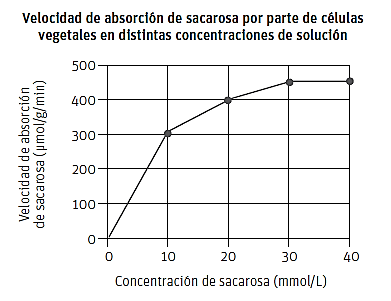 Velocidad de absorción de sacarosa por parte de células
vegetales en distintas concentraciones de solución
Velocidad de absorción
de sacarosa (µmol/g/min)
500
400
300
200
100
0
0 10 20 30 40
Concentración de sacarosa (mmol/L)